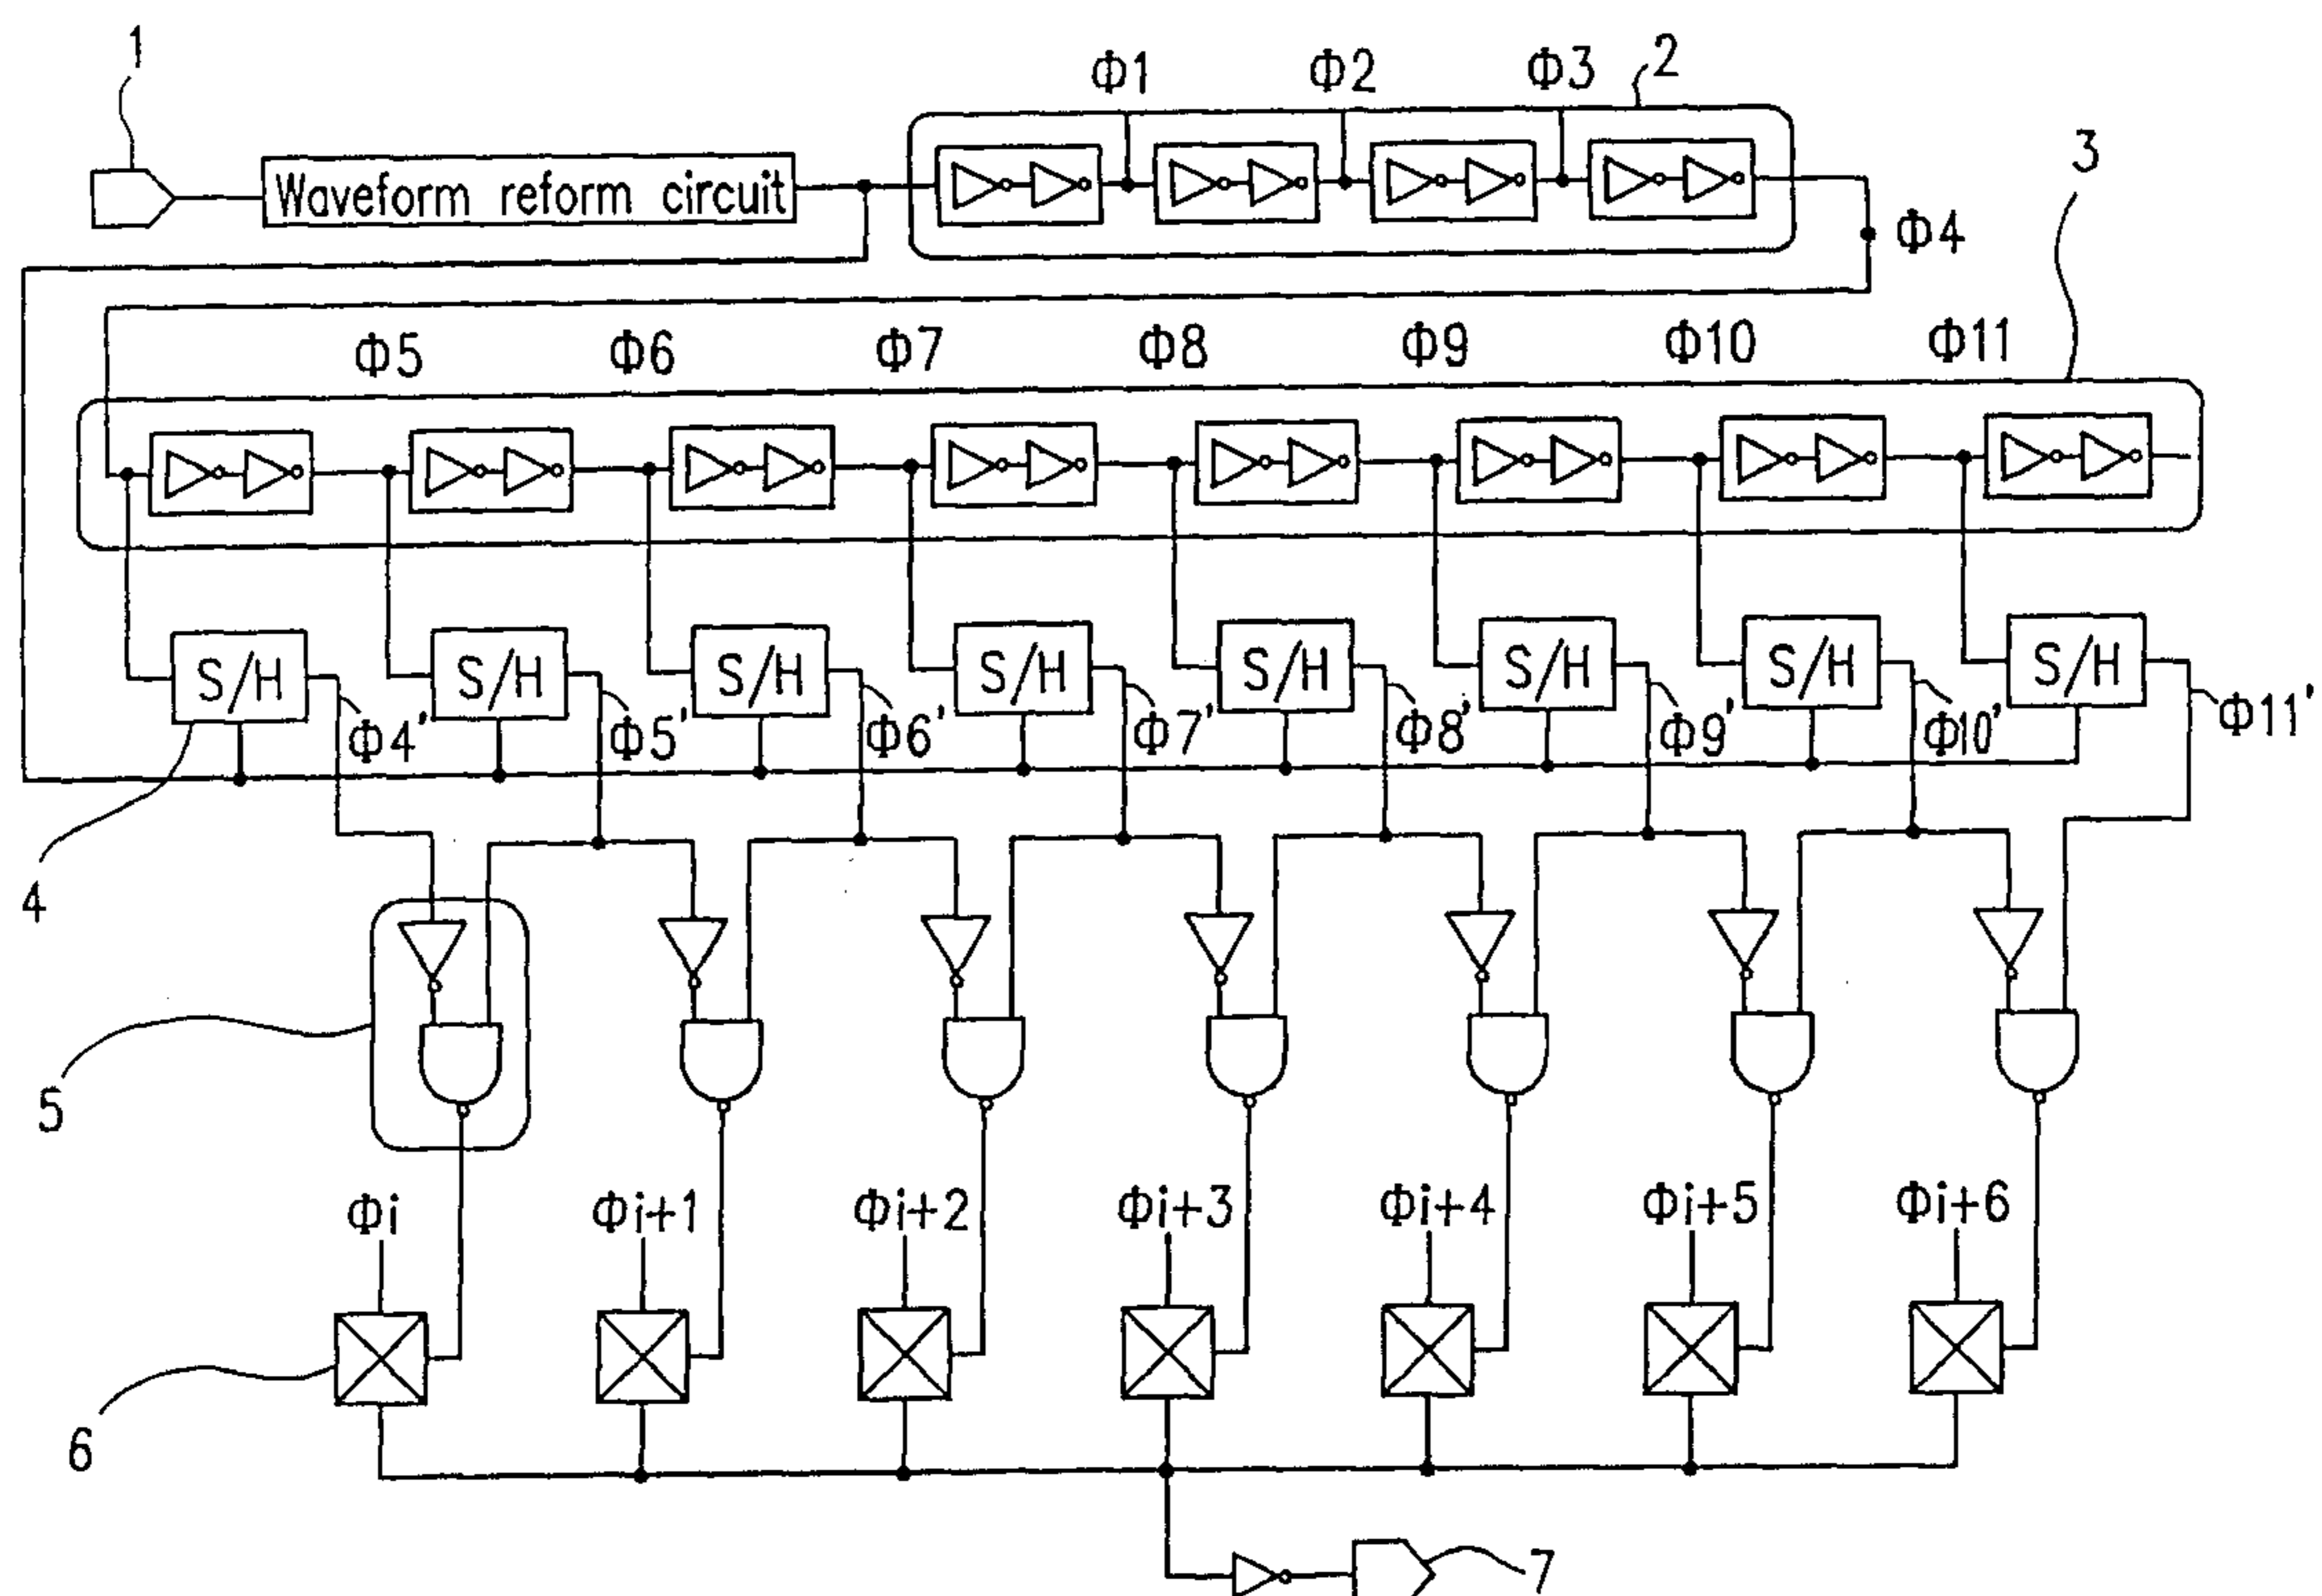 1
Φ1 Φ2 Φ3 2
Waveform reform circuit
3
Φ4
Φ5 Φ6 Φ7 Φ8 Φ9 Φ10 Φ11
S/H S/H S/H S/H S/H S/H S/H S/H
Φ4' Φ5' Φ6' Φ7' Φ8' Φ9' Φ10' Φ11'
4
5
Φi Φi+1 Φi+2 Φi+3 Φi+4 Φi+5 Φi+6
6
7